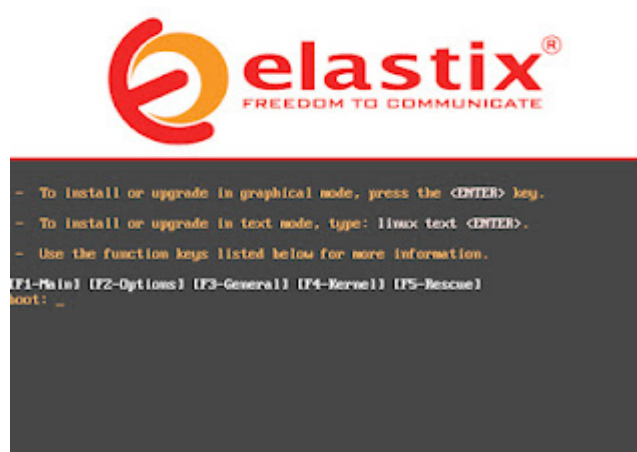 elastix®
FREEDOM TO COMMUNICATE
- To install or upgrade in graphical mode, press the <ENTER> key.
- To install or upgrade in text mode, type: linux text <ENTER>.
- Use the function keys listed below for more information.
[F1-Main] [F2-Options] [F3-General] [F4-Kernel] [F5-Rescue]
boot: _